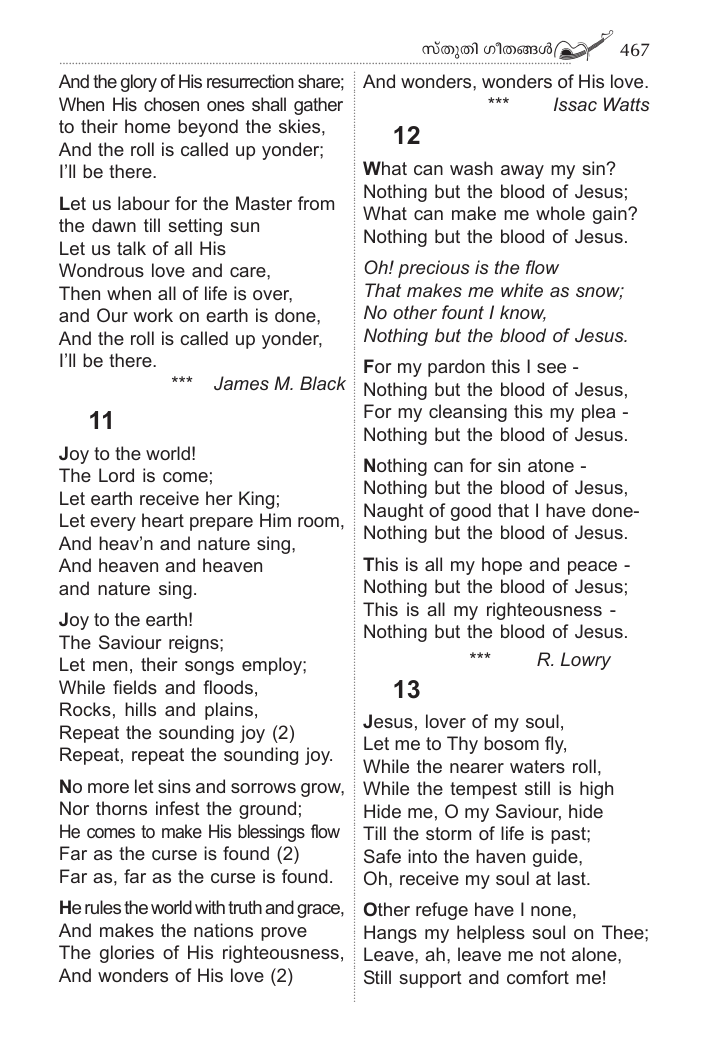 സ്തുതി ഗീതങ്ങൾ 467
And the glory of His resurrection share;
When His chosen ones shall gather
to their home beyond the skies,
And the roll is called up yonder;
I'll be there.
Let us labour for the Master from
the dawn till setting sun
Let us talk of all His
Wondrous love and care,
Then when all of life is over,
and Our work on earth is done,
And the roll is called up yonder,
I'll be there.
*** James M. Black
11
Joy to the world!
The Lord is come;
Let earth receive her King;
Let every heart prepare Him room,
And heav'n and nature sing,
And heaven and heaven
and nature sing.
Joy to the earth!
The Saviour reigns;
Let men, their songs employ;
While fields and floods,
Rocks, hills and plains,
Repeat the sounding joy (2)
Repeat, repeat the sounding joy.
No more let sins and sorrows grow,
Nor thorns infest the ground;
He comes to make His blessings flow
Far as the curse is found (2)
Far as, far as the curse is found.
He rules the world with truth and grace,
And makes the nations prove
The glories of His righteousness,
And wonders of His love (2)
And wonders, wonders of His love.
*** Issac Watts
12
What can wash away my sin?
Nothing but the blood of Jesus;
What can make me whole gain?
Nothing but the blood of Jesus.
Oh! precious is the flow
That makes me white as snow;
No other fount I know,
Nothing but the blood of Jesus.
For my pardon this I see -
Nothing but the blood of Jesus,
For my cleansing this my plea -
Nothing but the blood of Jesus.
Nothing can for sin atone -
Nothing but the blood of Jesus,
Naught of good that I have done-
Nothing but the blood of Jesus.
This is all my hope and peace -
Nothing but the blood of Jesus;
This is all my righteousness -
Nothing but the blood of Jesus.
*** R. Lowry
13
Jesus, lover of my soul,
Let me to Thy bosom fly,
While the nearer waters roll,
While the tempest still is high
Hide me, O my Saviour, hide
Till the storm of life is past;
Safe into the haven guide,
Oh, receive my soul at last.
Other refuge have I none,
Hangs my helpless soul on Thee;
Leave, ah, leave me not alone,
Still support and comfort me!